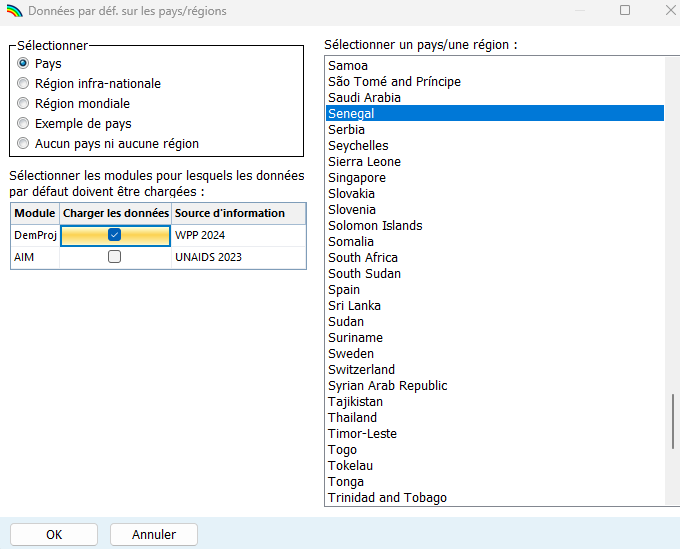 Données par déf. sur les pays/régions
Sélectionner
Pays
Région infra-nationale
Région mondiale
Exemple de pays
Aucun pays ni aucune région
Sélectionner les modules pour lesquels les données
par défaut doivent être chargées :
Module Charger les données Source d'information
DemProj WPP 2024
AIM UNAIDS 2023
Sélectionner un pays/une région :
Samoa
São Tomé and Príncipe
Saudi Arabia
Senegal
Serbia
Seychelles
Sierra Leone
Singapore
Slovakia
Slovenia
Solomon Islands
Somalia
South Africa
South Sudan
Spain
Sri Lanka
Sudan
Suriname
Sweden
Switzerland
Syrian Arab Republic
Tajikistan
Thailand
Timor-Leste
Togo
Tokelau
Tonga
Trinidad and Tobago
OK Annuler